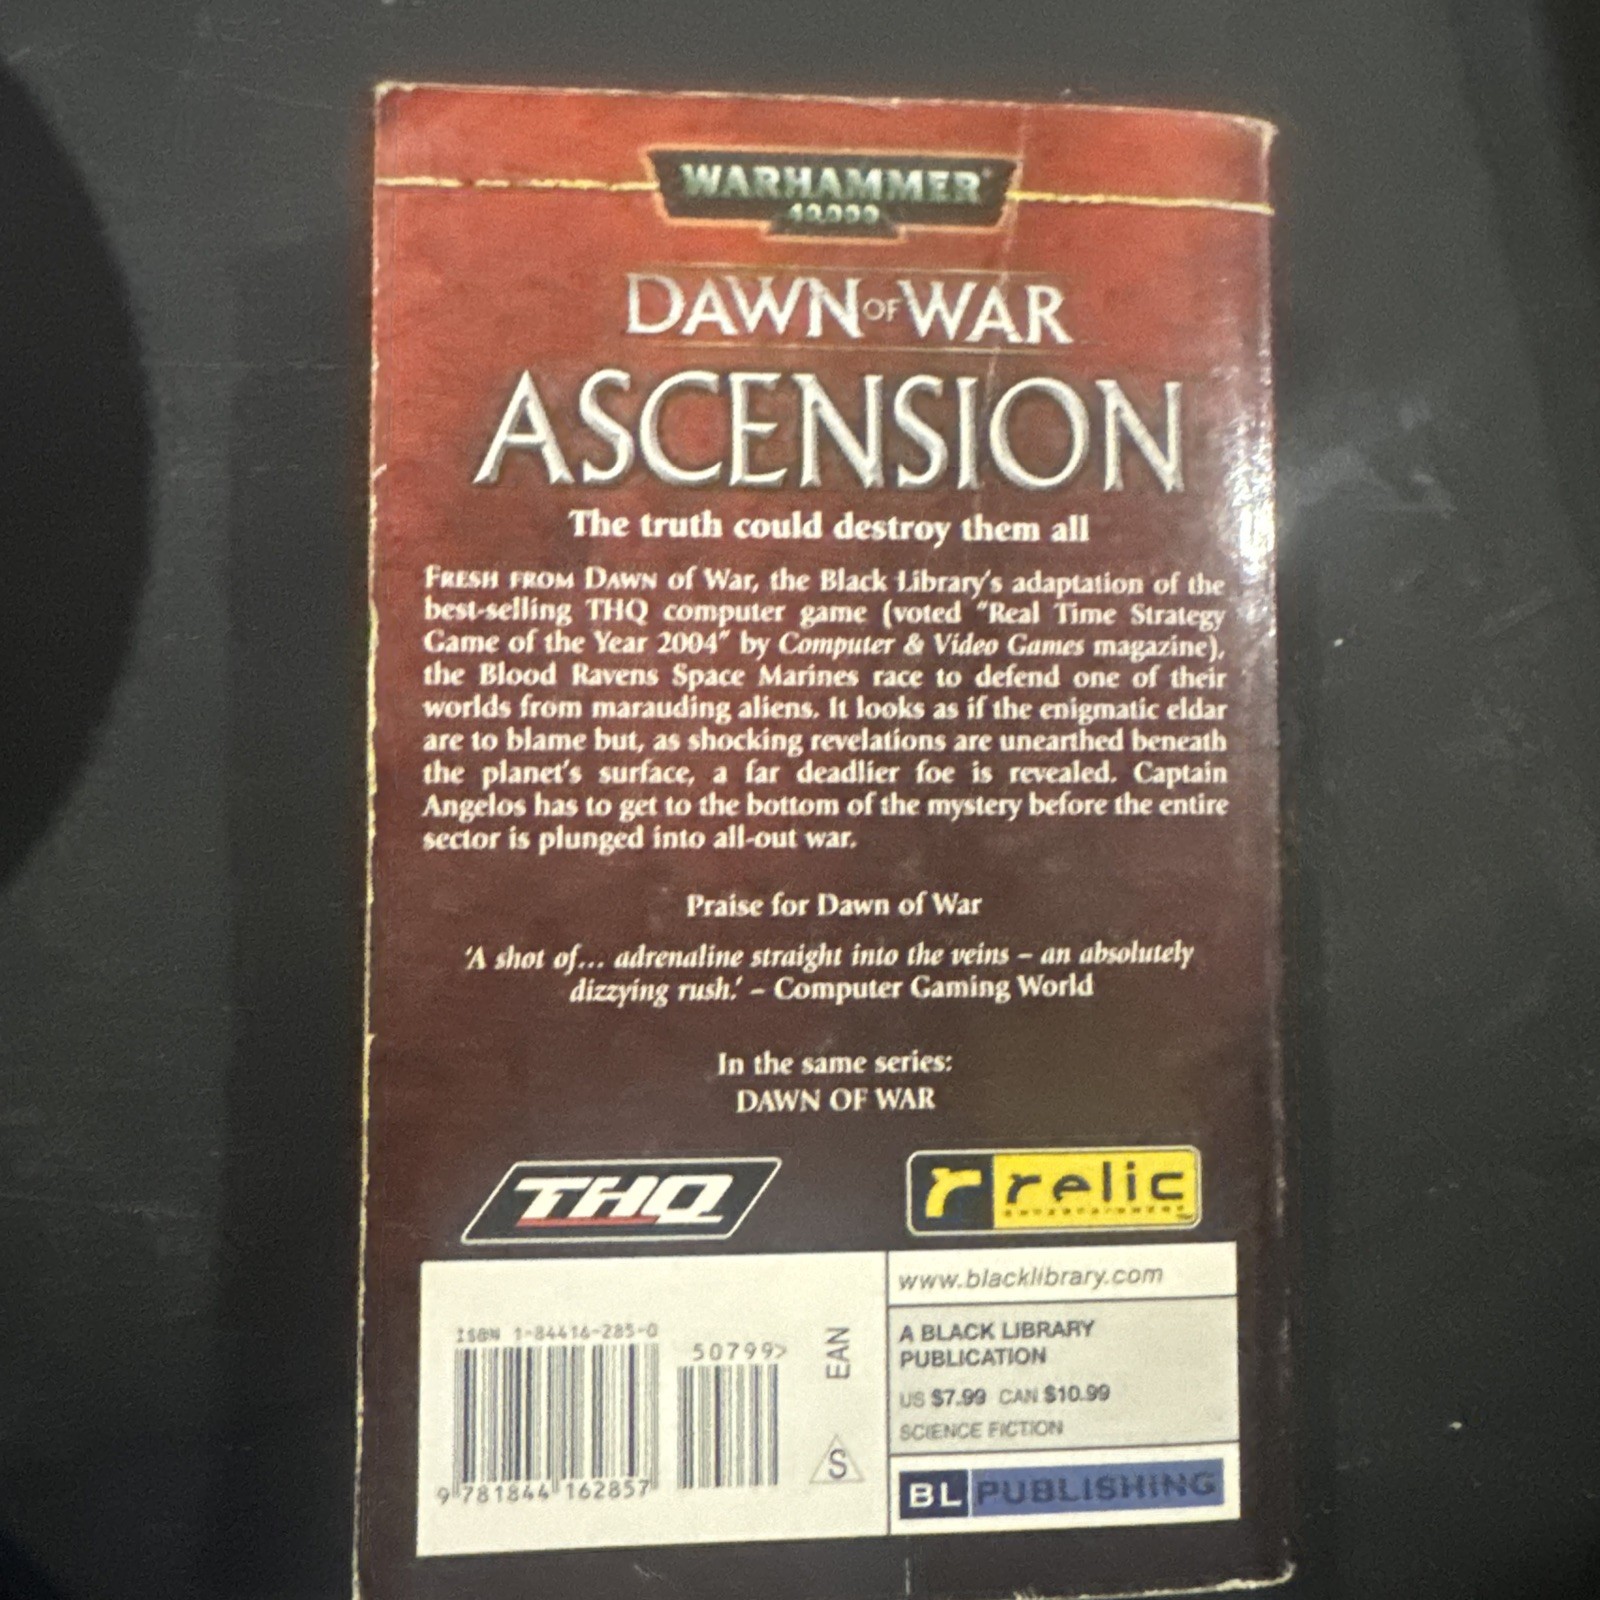 WARHAMMER®
40,000
DAWN OF WAR
ASCENSION
The truth could destroy them all
FRESH FROM DAWN of War, the Black Library's adaptation of the
best-selling THQ computer game (voted "Real Time Strategy
Game of the Year 2004" by Computer & Video Games magazine),
the Blood Ravens Space Marines race to defend one of their
worlds from marauding aliens. It looks as if the enigmatic eldar
are to blame but, as shocking revelations are unearthed beneath
the planet's surface, a far deadlier foe is revealed. Captain
Angelos has to get to the bottom of the mystery before the entire
sector is plunged into all-out war.
Praise for Dawn of War
'A shot of... adrenaline straight into the veins – an absolutely
dizzying rush.' – Computer Gaming World
In the same series:
DAWN OF WAR
THQ
r relic
www.blacklibrary.com
A BLACK LIBRARY
PUBLICATION
US $7.99 CAN $10.99
SCIENCE FICTION
BL PUBLISHING
ISBN 1-84416-285-0
50799>
EAN
S
9 781844 162857